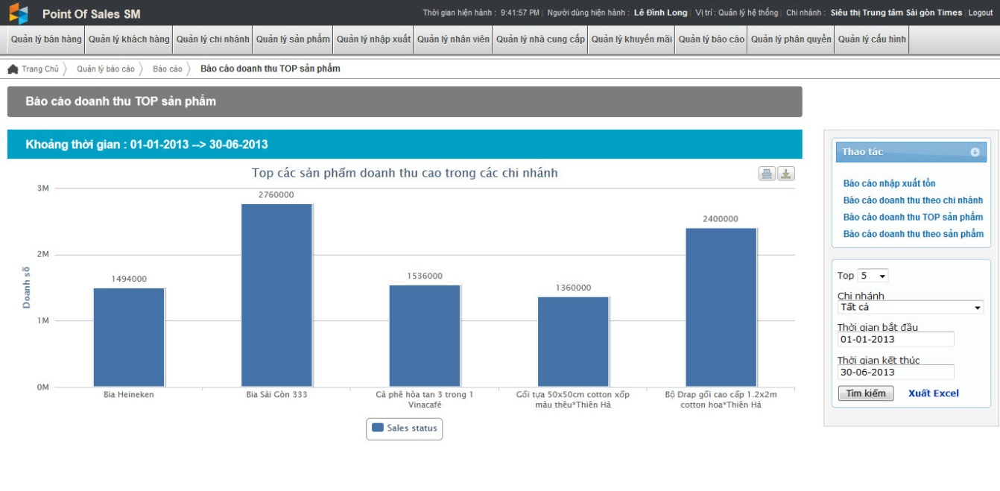 Point Of Sales SM
Thời gian hiện hành : 9:41:57 PM | Người dùng hiện hành : Lê Đình Long | Vị trí : Quản lý hệ thống | Chi nhánh : Siêu thị Trung tâm Sài gòn Times | Logout
Quản lý bán hàng Quản lý khách hàng Quản lý chi nhánh Quản lý sản phẩm Quản lý nhập xuất Quản lý nhân viên Quản lý nhà cung cấp Quản lý khuyến mãi Quản lý báo cáo Quản lý phân quyền Quản lý cấu hình
Trang Chủ Quản lý báo cáo Báo cáo Báo cáo doanh thu TOP sản phẩm
Báo cáo doanh thu TOP sản phẩm
Khoảng thời gian : 01-01-2013 --> 30-06-2013
Top các sản phẩm doanh thu cao trong các chi nhánh
3M
2M
1M
0M
Doanh số
1494000
2760000
1536000
1360000
2400000
Bia Heineken
Bia Sài Gòn 333
Cà phê hòa tan 3 trong 1
Vinacafé
Gối tựa 50x50cm cotton xốp
màu thêu*Thiên Hà
Bộ Drap gối cao cấp 1.2x2m
cotton hoa*Thiên Hà
Sales status
Thao tác
Báo cáo nhập xuất tồn
Báo cáo doanh thu theo chi nhánh
Báo cáo doanh thu TOP sản phẩm
Báo cáo doanh thu theo sản phẩm
Top 5
Chi nhánh
Tất cả
Thời gian bắt đầu
01-01-2013
Thời gian kết thúc
30-06-2013
Tìm kiếm Xuất Excel